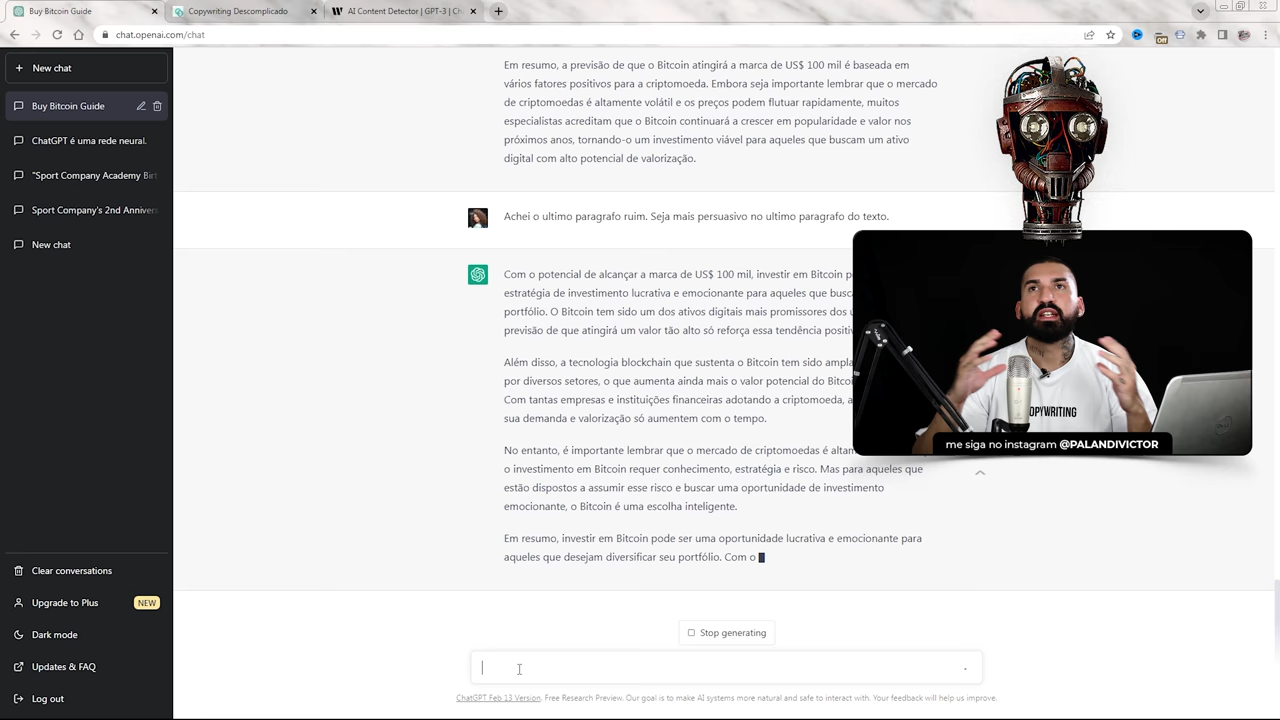 Buy Bitcoin Guide
Copywriting Descomplicado
AI Content Detector | GPT-3 | Ch
chat.openai.com/chat
Off
New chat
Buy Bitcoin Guide
ChatGPT é uma rede neural.
"Sport Company Academy Birt
Sport Company's 2nd Annivers
New chat
Clear conversations
Upgrade to Plus
NEW
Dark mode
Updates & FAQ
Log out
Em resumo, a previsão de que o Bitcoin atingirá a marca de US$ 100 mil é baseada em
vários fatores positivos para a criptomoeda. Embora seja importante lembrar que o mercado
de criptomoedas é altamente volátil e os preços podem flutuar rapidamente, muitos
especialistas acreditam que o Bitcoin continuará a crescer em popularidade e valor nos
próximos anos, tornando-o um investimento viável para aqueles que buscam um ativo
digital com alto potencial de valorização.
Achei o ultimo paragrafo ruim. Seja mais persuasivo no ultimo paragrafo do texto.
Com o potencial de alcançar a marca de US$ 100 mil, investir em Bitcoin p
estratégia de investimento lucrativa e emocionante para aqueles que busc
portfólio. O Bitcoin tem sido um dos ativos digitais mais promissores dos u
previsão de que atingirá um valor tão alto só reforça essa tendência positiv
Além disso, a tecnologia blockchain que sustenta o Bitcoin tem sido ampla
por diversos setores, o que aumenta ainda mais o valor potencial do Bitco
Com tantas empresas e instituições financeiras adotando a criptomoeda, a
sua demanda e valorização só aumentem com o tempo.
No entanto, é importante lembrar que o mercado de criptomoedas é altam
o investimento em Bitcoin requer conhecimento, estratégia e risco. Mas para aqueles que
estão dispostos a assumir esse risco e buscar uma oportunidade de investimento
emocionante, o Bitcoin é uma escolha inteligente.
Em resumo, investir em Bitcoin pode ser uma oportunidade lucrativa e emocionante para
aqueles que desejam diversificar seu portfólio. Com o
OPYWRITING
me siga no instagram @PALANDIVICTOR
Stop generating
ChatGPT Feb 13 Version. Free Research Preview. Our goal is to make AI systems more natural and safe to interact with. Your feedback will help us improve.